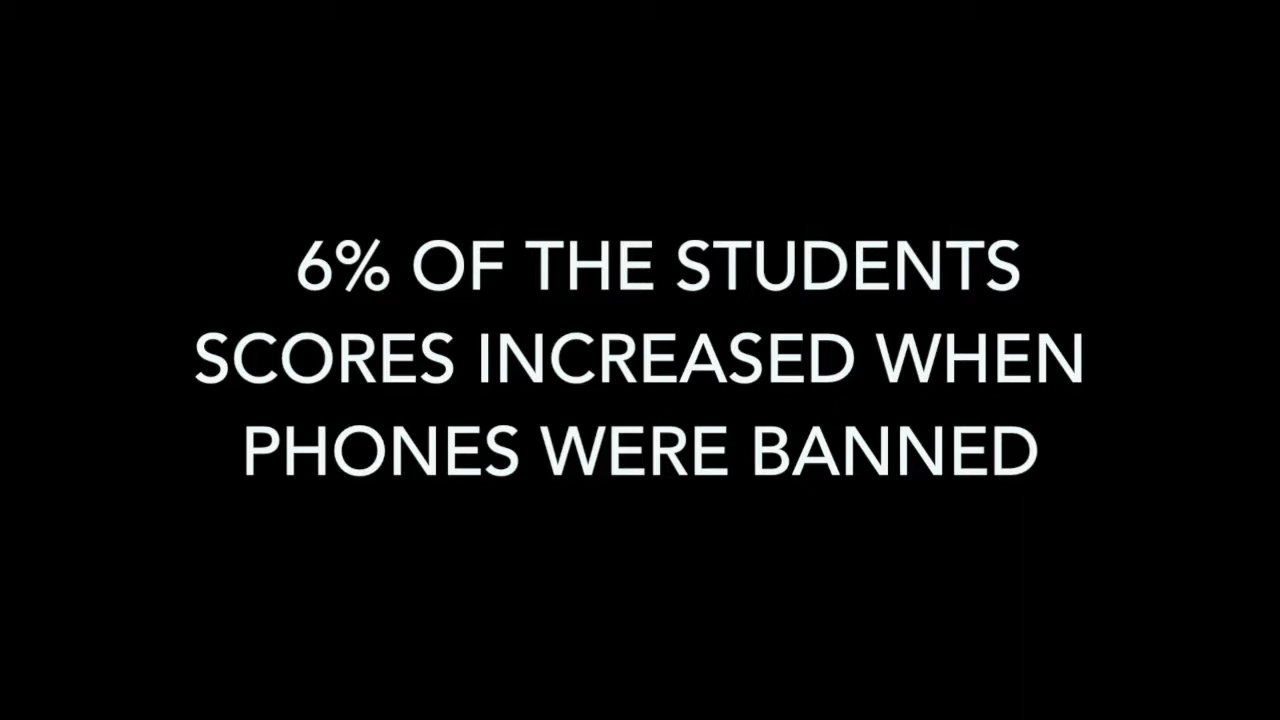 6% OF THE STUDENTS
SCORES INCREASED WHEN
PHONES WERE BANNED